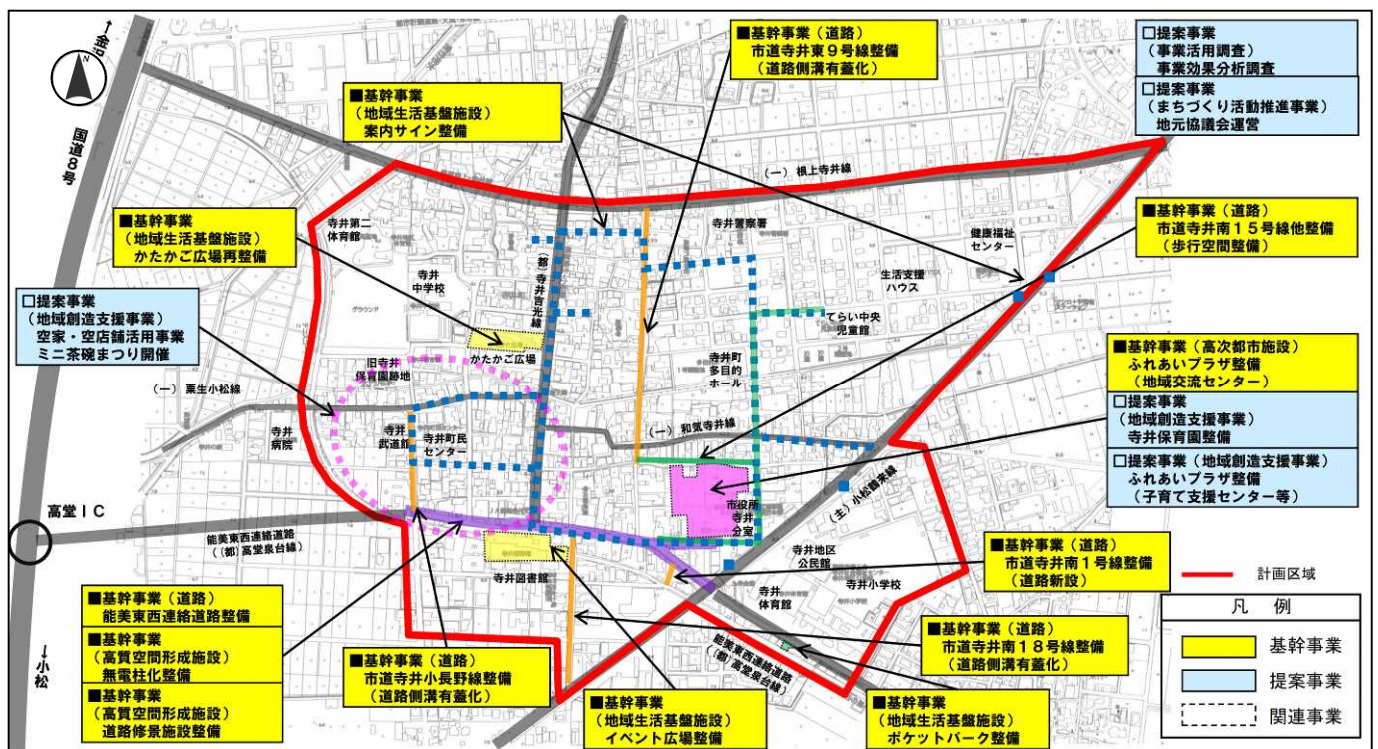 ■基幹事業（道路）
市道寺井東９号線整備
（道路側溝有蓋化）
□提案事業
（事業活用調査）
事業効果分析調査
□提案事業
（まちづくり活動推進事業）
地元協議会運営
N
国道８号
■基幹事業
（地域生活基盤施設）
案内サイン整備
（一）根上寺井線
■基幹事業
（地域生活基盤施設）
かたかご広場再整備
寺井第二
体育館
寺井警察署
健康福祉
センター
■基幹事業（道路）
市道寺井南１５号線他整備
（歩行空間整備）
寺井
中学校
グラウンド
（都）寺井吉光線
生活支援
ハウス
□提案事業
（地域創造支援事業）
空家・空店舗活用事業
ミニ茶碗まつり開催
てらい中央
児童館
かたかご広場
旧寺井
保育園跡地
寺井町
多目的
ホール
■基幹事業（高次都市施設）
ふれあいプラザ整備
（地域交流センター）
□提案事業
（地域創造支援事業）
寺井保育園整備
□提案事業（地域創造支援事業）
ふれあいプラザ整備
（子育て支援センター等）
（一）粟生小松線
（一）和気寺井線
寺井
病院
寺井
武道館
寺井町民
センター
市役所
寺井
分室
（主）小松鶴来線
高堂ＩＣ
能美東西連絡道路
（（都）高堂泉台線）
寺井図書館
寺井地区
公民館
寺井小学校
寺井
体育館
■基幹事業（道路）
市道寺井南１号線整備
（道路新設）
計画区域
凡　例
基幹事業
提案事業
関連事業
↓小松
■基幹事業（道路）
能美東西連絡道路整備
■基幹事業
（高質空間形成施設）
無電柱化整備
■基幹事業
（高質空間形成施設）
道路修景施設整備
■基幹事業（道路）
市道寺井小長野線整備
（道路側溝有蓋化）
■基幹事業
（地域生活基盤施設）
イベント広場整備
能美東西連絡道路
（（都）高堂泉台線）
■基幹事業（道路）
市道寺井南１８号線整備
（道路側溝有蓋化）
■基幹事業
（地域生活基盤施設）
ポケットパーク整備